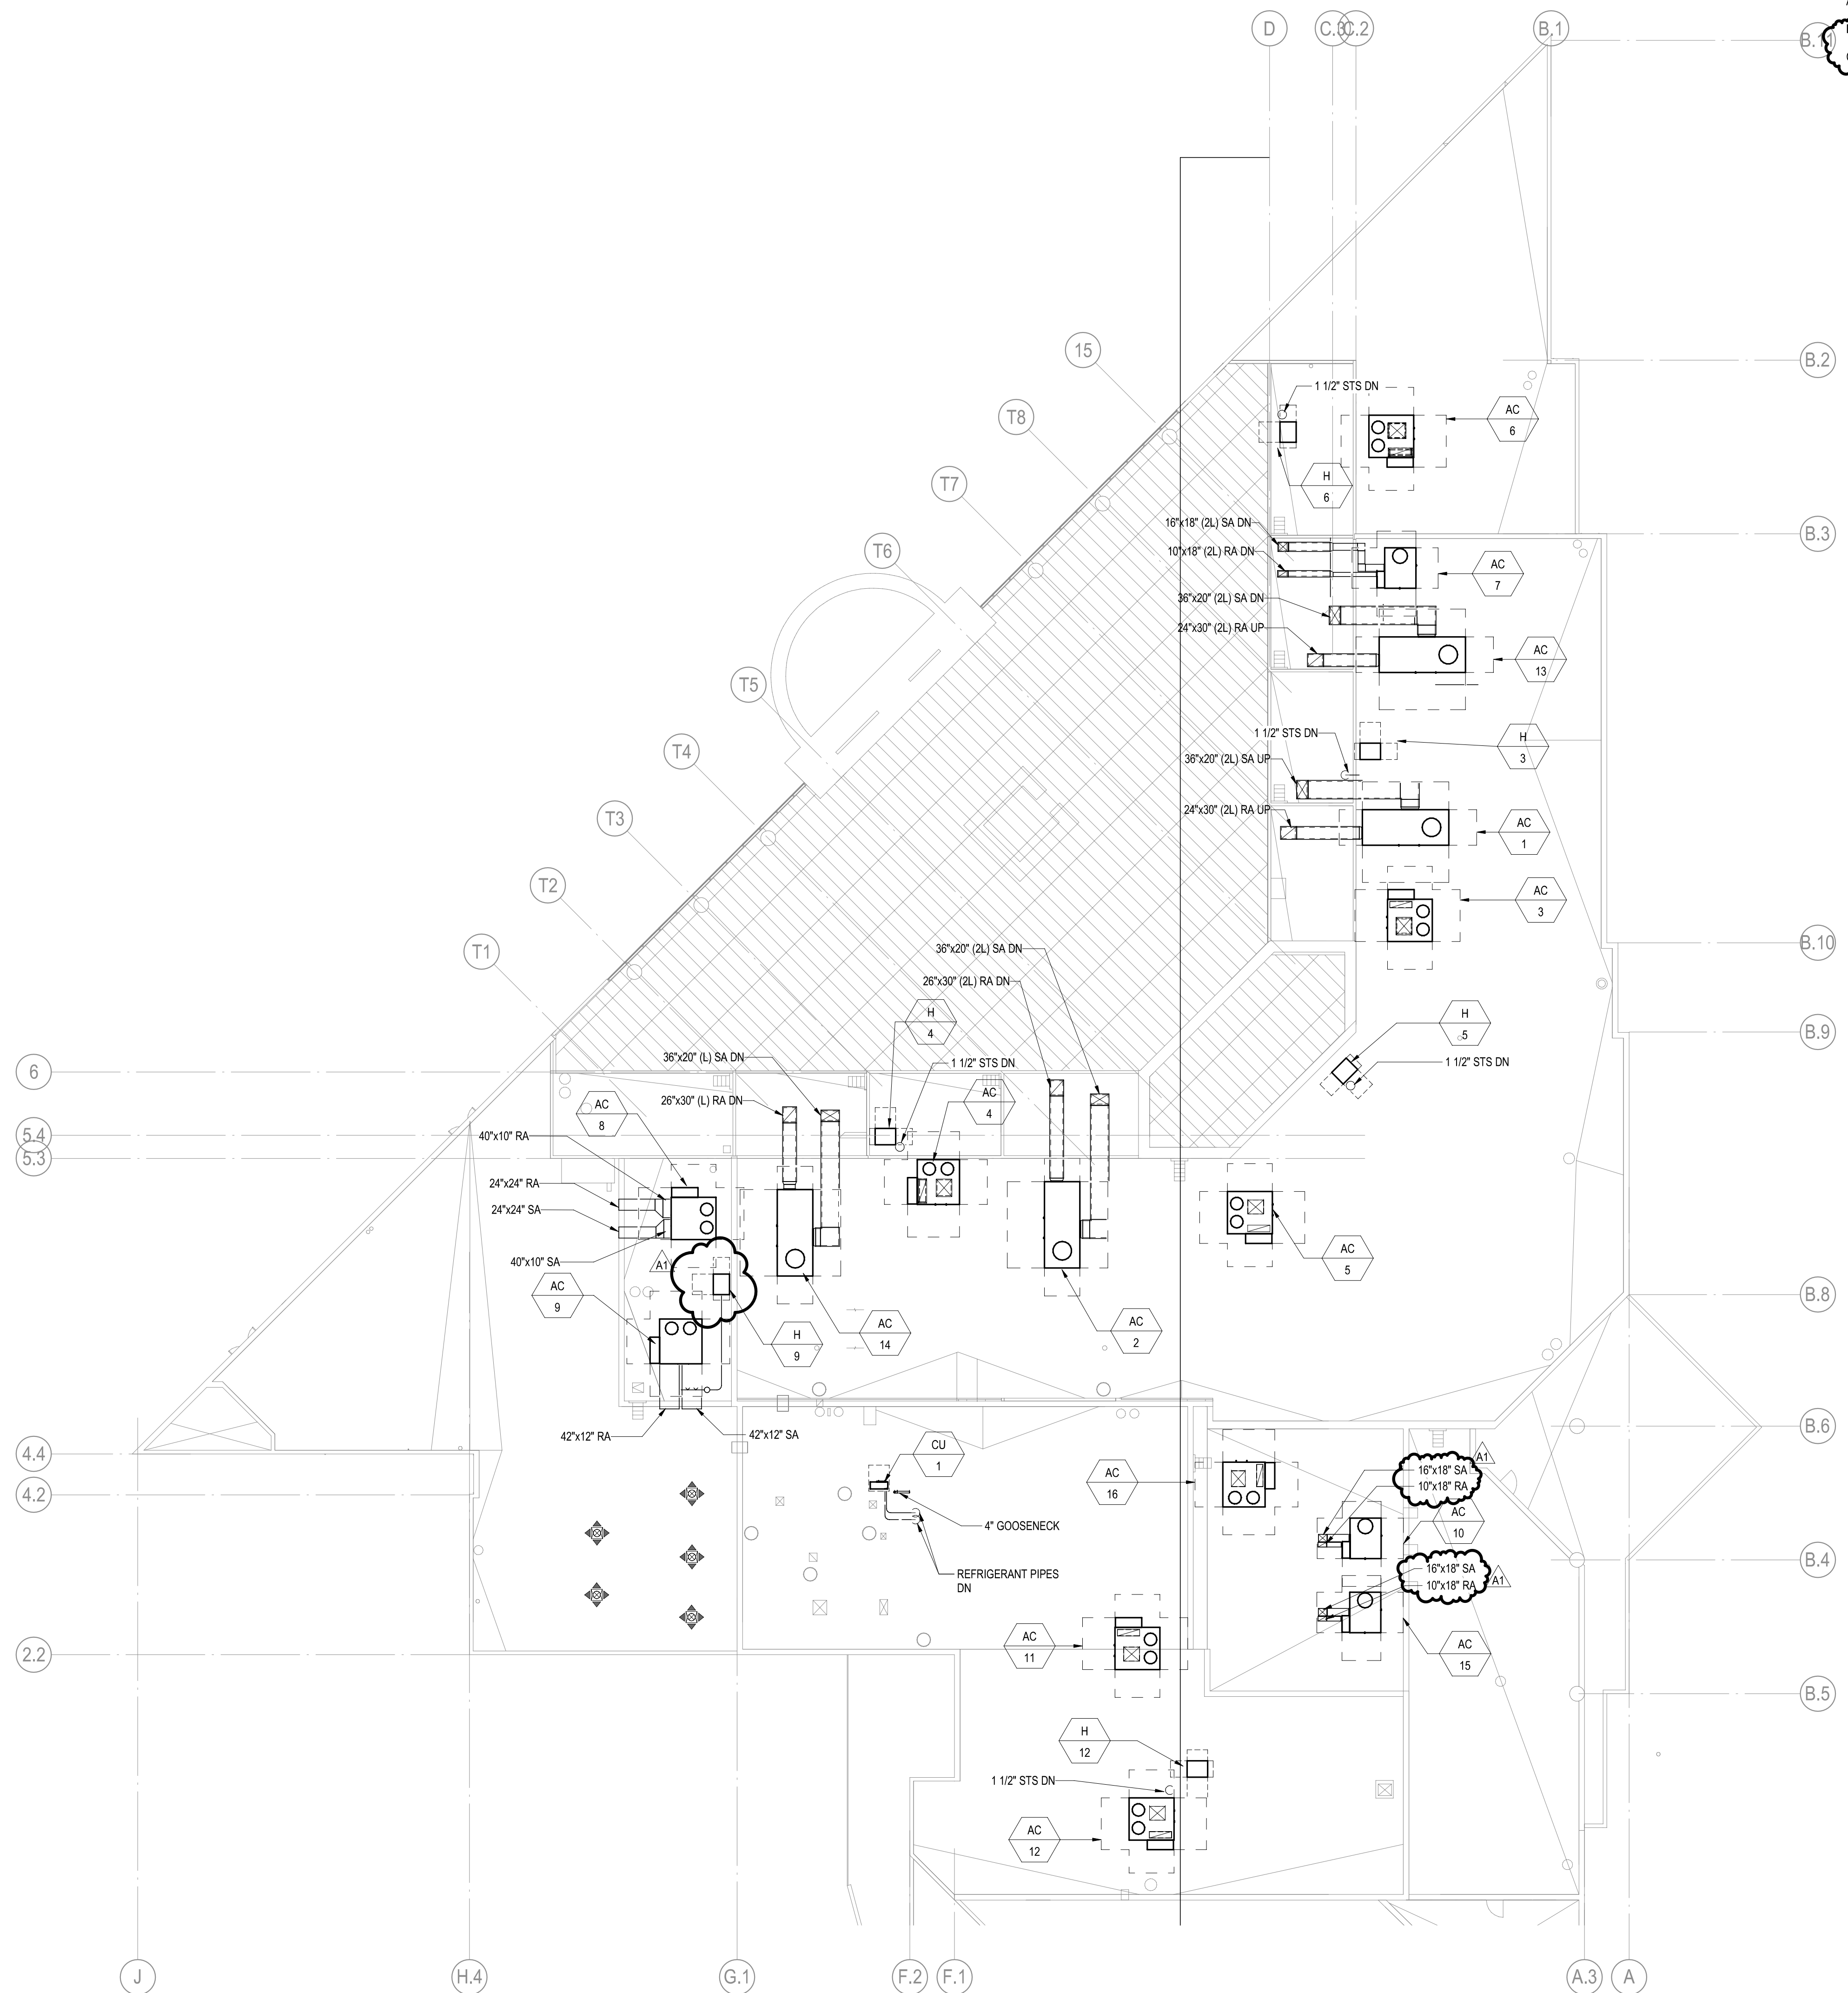 D
C.3
C.2
B.1
B.11
15
B.2
1 1/2" STS DN
AC
6
T8
H
6
T7
16"x18" (2L) SA DN
B.3
T6
10"x18" (2L) RA DN
AC
7
36"x20" (2L) SA DN
24"x30" (2L) RA UP
AC
13
T5
1 1/2" STS DN
H
3
T4
36"x20" (2L) SA UP
24"x30" (2L) RA UP
T3
AC
1
T2
AC
3
T1
36"x20" (2L) SA DN
B.10
26"x30" (2L) RA DN
H
4
H
5
B.9
36"x20" (L) SA DN
1 1/2" STS DN
1 1/2" STS DN
6
26"x30" (L) RA DN
AC
4
AC
8
5.4
40"x10" RA
5.3
24"x24" RA
24"x24" SA
40"x10" SA
A1
AC
5
AC
9
B.8
AC
14
AC
2
H
9
42"x12" RA
42"x12" SA
B.6
CU
1
4.4
A1
16"x18" SA
10"x18" RA
AC
16
4.2
AC
10
4" GOOSENECK
B.4
16"x18" SA
REFRIGERANT PIPES
DN
10"x18" RA
A1
AC
11
AC
15
2.2
B.5
H
12
1 1/2" STS DN
AC
12
J
H.4
G.1
F.2
F.1
A.3
A